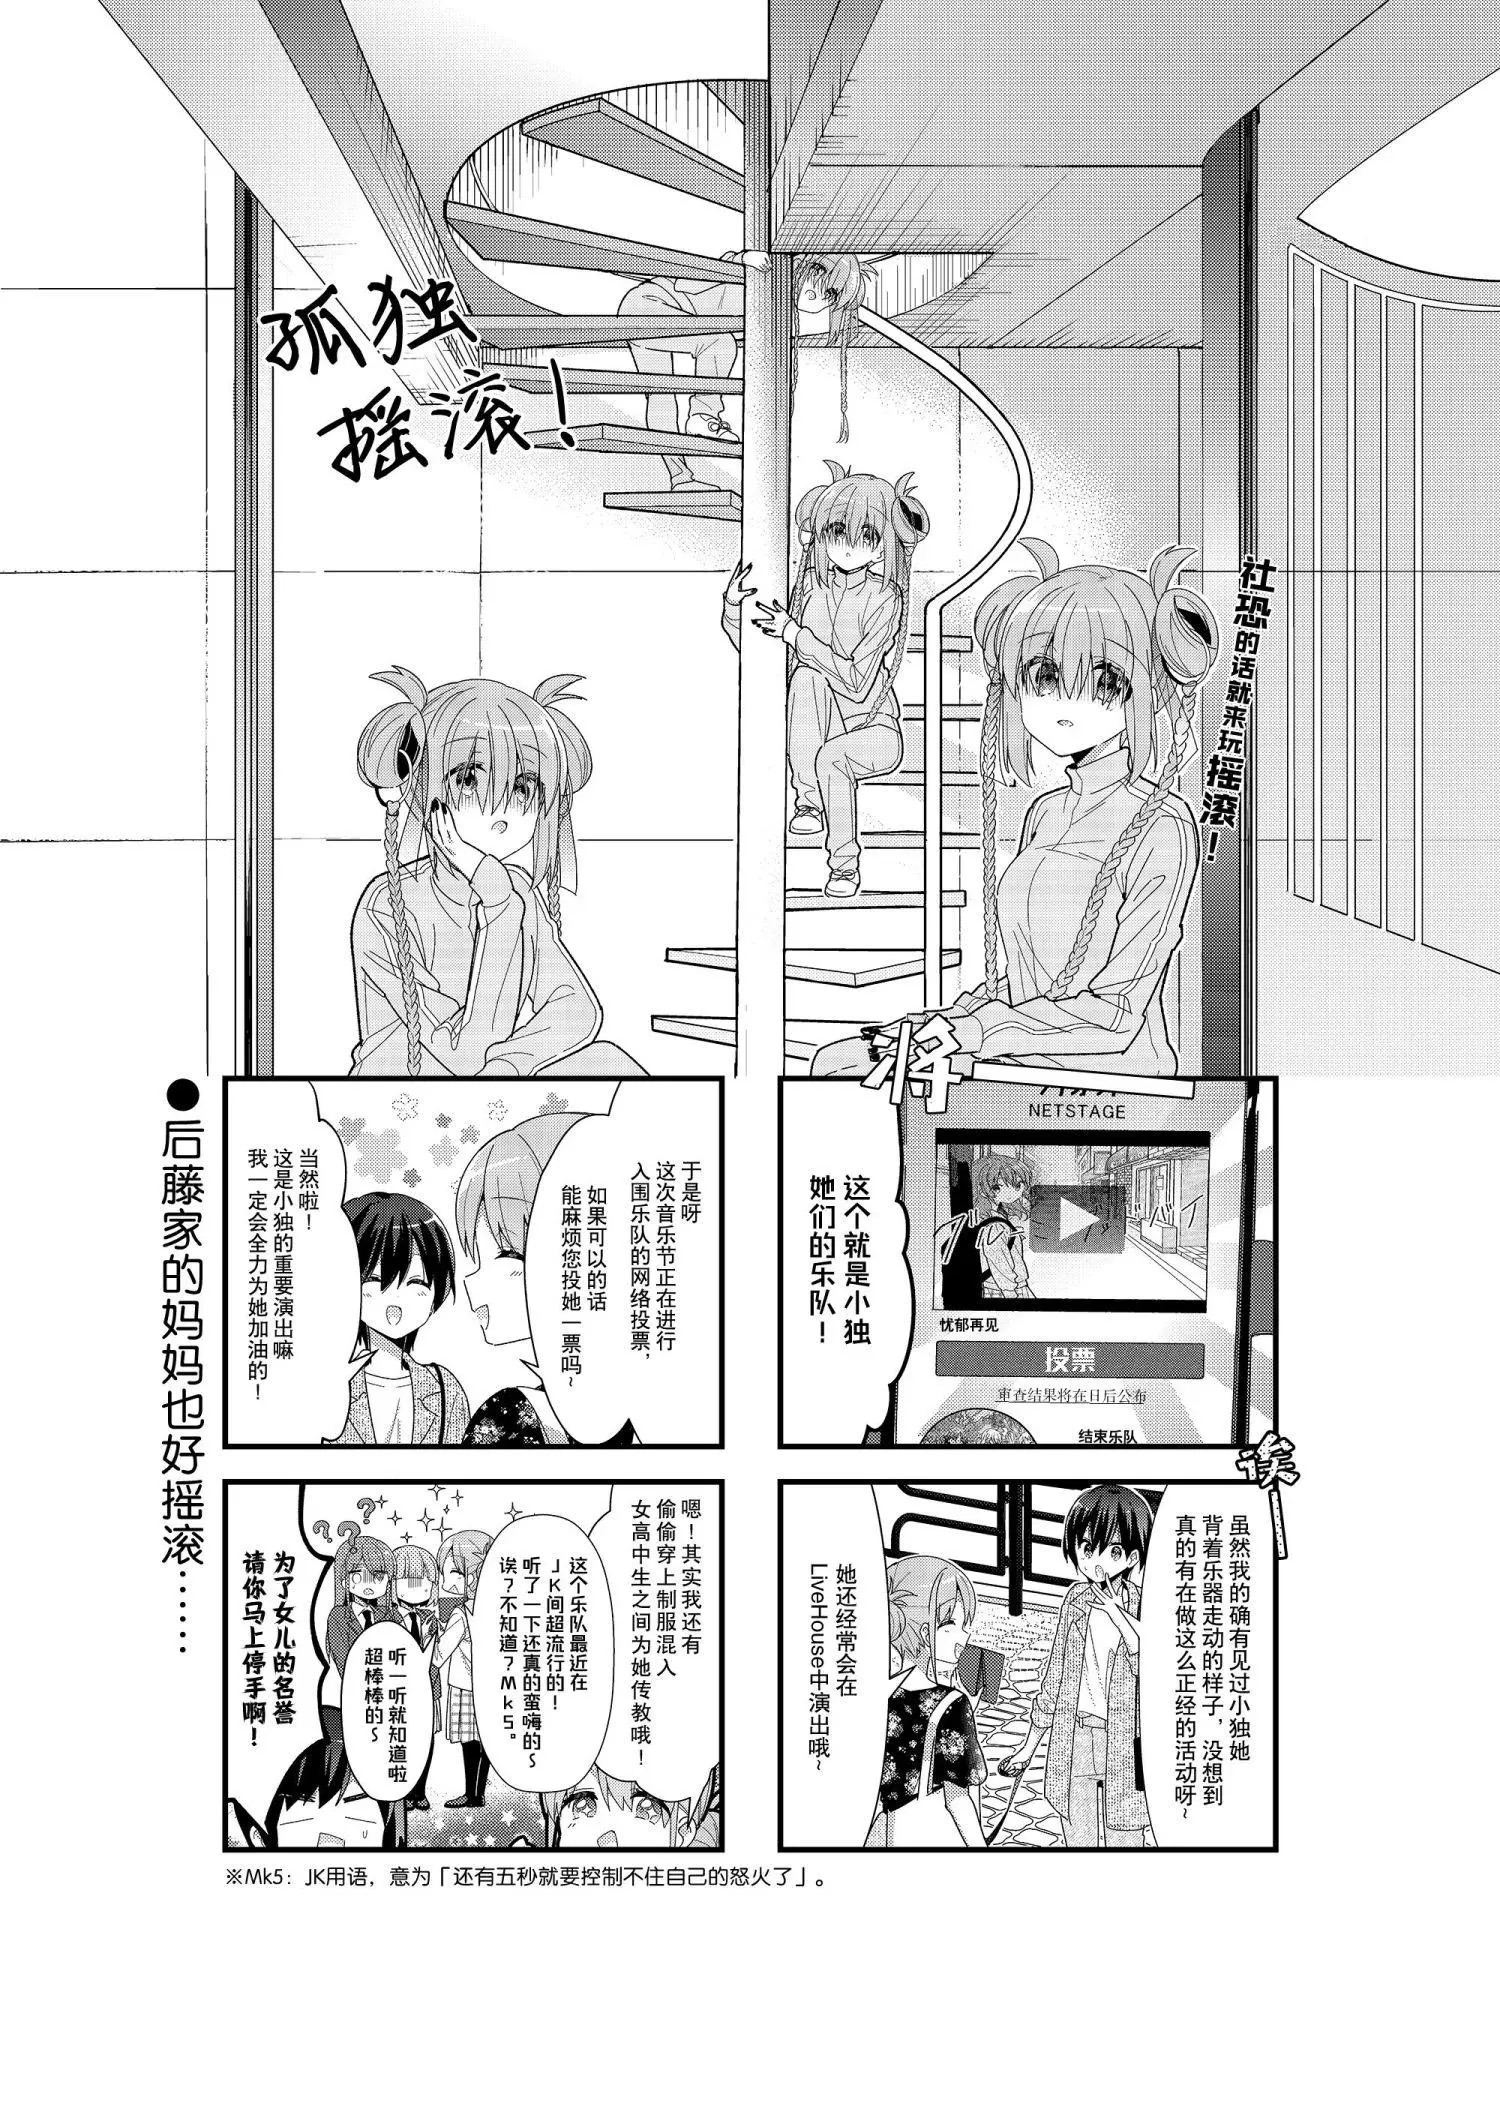 孤独
摇滚！
社恐的话就来玩摇滚！
锵
NETSTAGE
这个就是小独
她们的乐队！
忧郁再见
投票
审查结果将在日后公布
结束乐队
诶
虽然我的确有见过小独她
背着乐器走动的样子，没想到
真的有在做这么正经的活动呀~
她还经常会在
LiveHouse中演出哦~
于是呀
这次音乐节正在进行
入围乐队的网络投票，
如果可以的话
能麻烦您投她一票吗~
当然啦！
这是小独的重要演出嘛
我一定会全力为她加油的！
嗯！其实我还有
偷偷穿上制服混入
女高中生之间为她传教哦！
这个乐队最近在
JK间超流行的！
听了一下还真的蛮嗨的~
诶？不知道？Mk5。
听一听就知道啦
超棒棒的~
为了女儿的名誉
请你马上停手啊！
●后藤家的妈妈也好摇滚……
※Mk5：JK用语，意为「还有五秒就要控制不住自己的怒火了」。